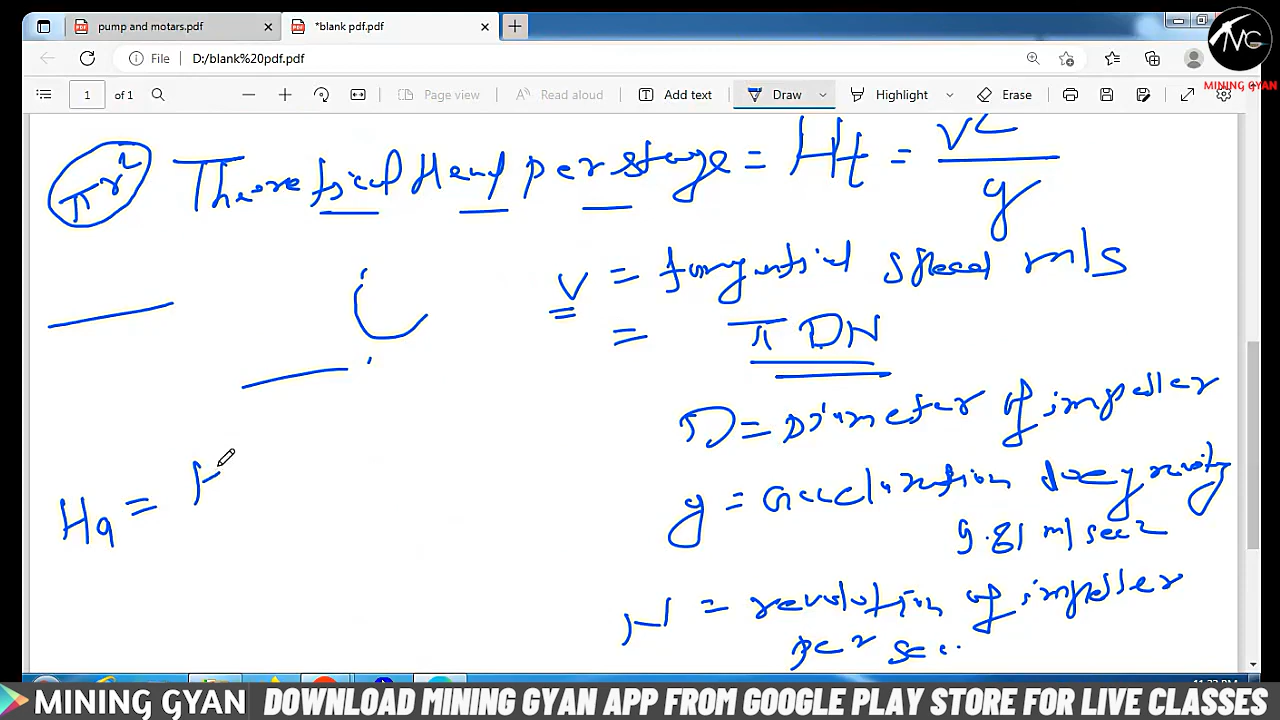 pump and motars.pdf
*blank pdf.pdf
File
D:/blank%20pdf.pdf
1 of 1
Page view
Read aloud
Add text
Draw
Highlight
Erase
MVG
MINING GYAN
πr² Theoretical Head per stage = Ht = v² / g
v = tangential speed m/s
= π DN
D = Diameter of impeller
g = acceleration due gravity
9.81 m/sec²
Ha =
N = revolution of impeller
per sec.
MINING GYAN DOWNLOAD MINING GYAN APP FROM GOOGLE PLAY STORE FOR LIVE CLASSES